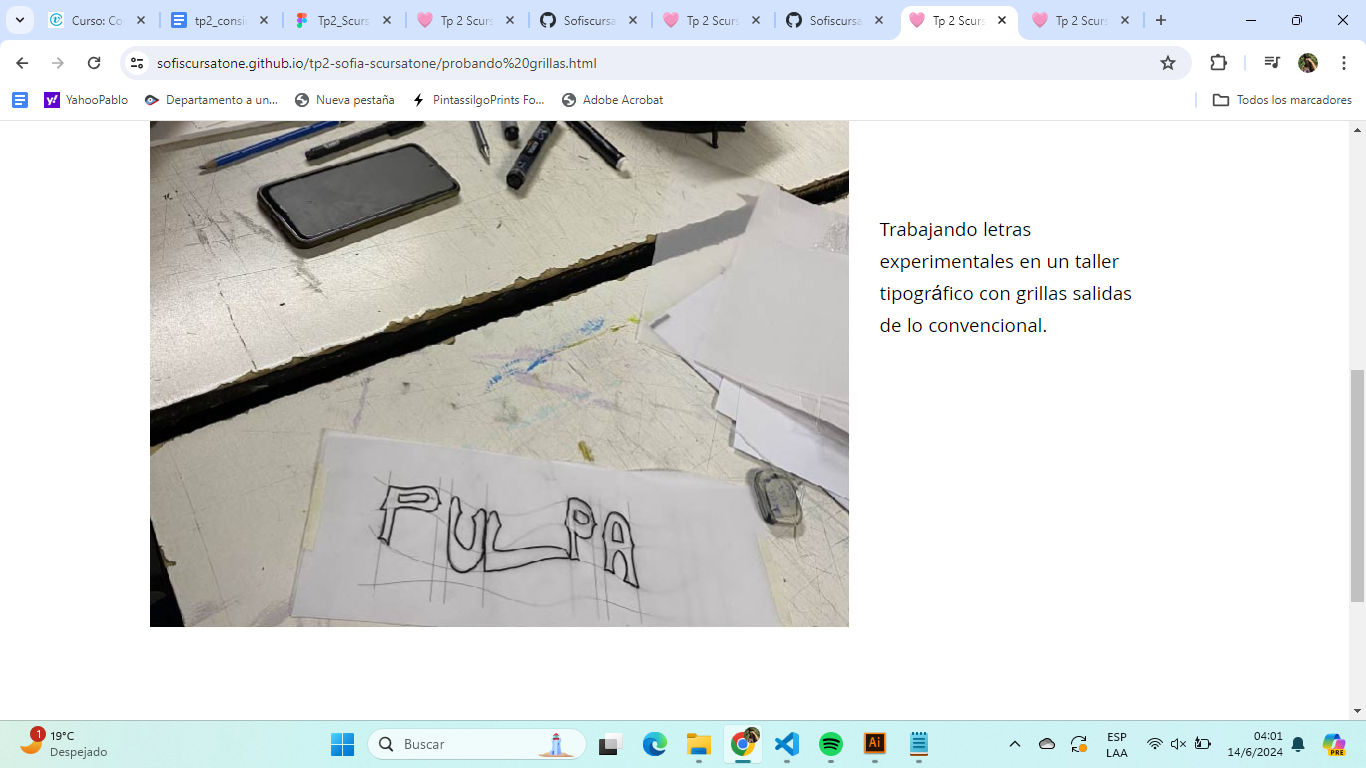 Curso: Co
tp2_consig
Tp2_Scurs
Tp 2 Scurs
Sofiscursa
Tp 2 Scurs
Sofiscursa
Tp 2 Scurs
Tp 2 Scurs
sofiscursatone.github.io/tp2-sofia-scursatone/probando%20grillas.html
YahooPablo
Departamento a un...
Nueva pestaña
PintassilgoPrints Fo...
Adobe Acrobat
Todos los marcadores
Trabajando letras
experimentales en un taller
tipográfico con grillas salidas
de lo convencional.
PULPA
1
19°C
Despejado
Buscar
Ai
ESP
LAA
04:01
14/6/2024
PRE